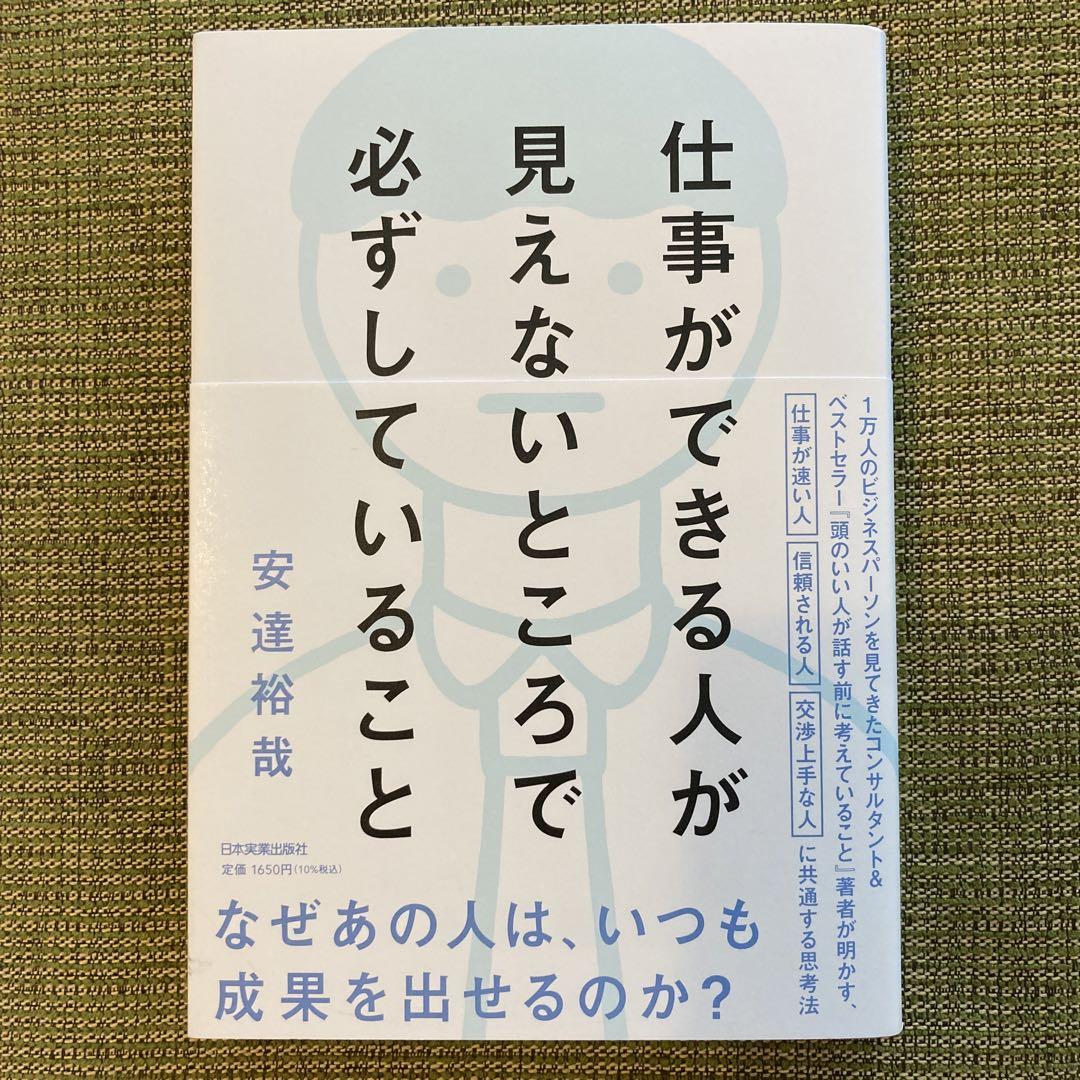 仕事ができる人が
見えないところで
必ずしていること
安達裕哉
1万人のビジネスパーソンを見てきたコンサルタント&
ベストセラー『頭のいい人が話す前に考えていること』著者が明かす、
仕事が速い人 信頼される人 交渉上手な人 に共通する思考法
日本実業出版社
定価 1650円(10%税込)
なぜあの人は、いつも
成果を出せるのか?